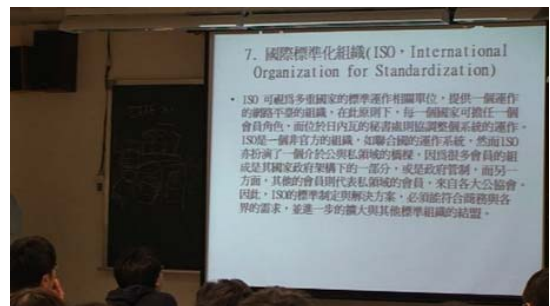 7. 國際標準化組織(ISO，International
Organization for Standardization)
• ISO 可視為多重國家的標準運作相關單位，提供一個運作
的網路平臺的組織，在此原則下，每一個國家可擔任一個
會員角色，而位於日內瓦的秘書處則協調整個系統的運作。
ISO是一個非官方的組織，如聯合國的運作系統，然而ISO
亦扮演了一個介於公與私領域的橋樑，因為很多會員的組
成是其國家政府架構下的一部分，或是政府管制，而另一
方面，其他的會員則代表私領域的會員，來自各大公協會。
因此，ISO的標準制定與解決方案，必須能符合商務與各
界的需求，並進一步的擴大與其他標準組織的結盟。